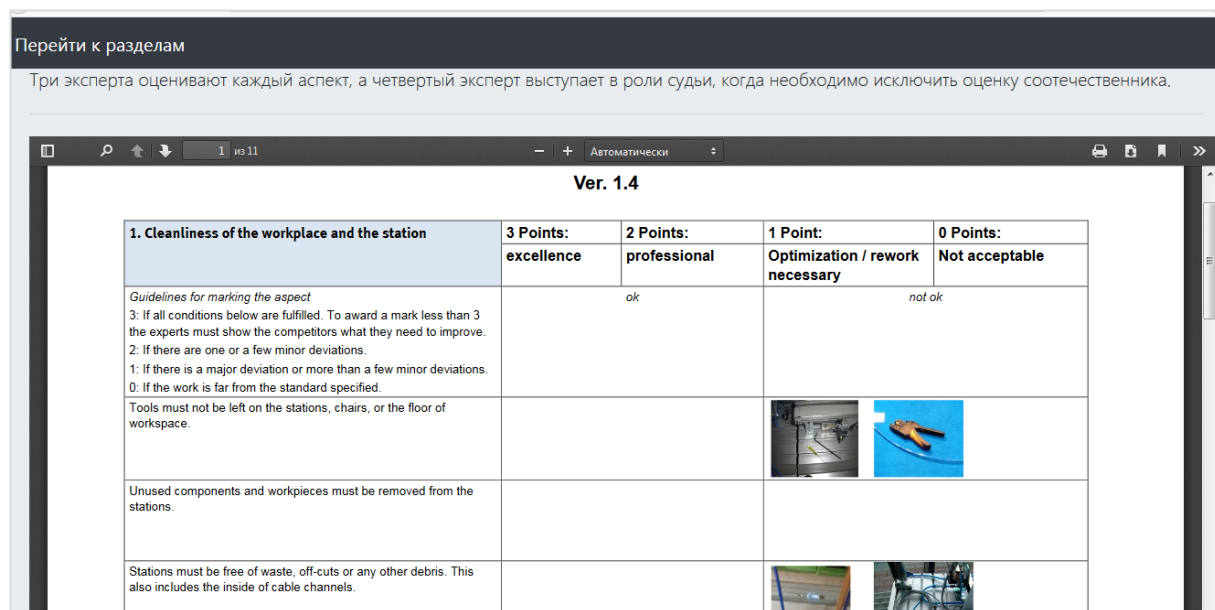 Перейти к разделам
Три эксперта оценивают каждый аспект, а четвертый эксперт выступает в роли судьи, когда необходимо исключить оценку соотечественника.
1 из 11
Автоматически
Ver. 1.4
1. Cleanliness of the workplace and the station
3 Points:
2 Points:
1 Point:
0 Points:
excellence
professional
Optimization / rework
necessary
Not acceptable
Guidelines for marking the aspect
3: If all conditions below are fulfilled. To award a mark less than 3
the experts must show the competitors what they need to improve.
2: If there are one or a few minor deviations.
1: If there is a major deviation or more than a few minor deviations.
0: If the work is far from the standard specified.
ok
not ok
Tools must not be left on the stations, chairs, or the floor of
workspace.
Unused components and workpieces must be removed from the
stations.
Stations must be free of waste, off-cuts or any other debris. This
also includes the inside of cable channels.